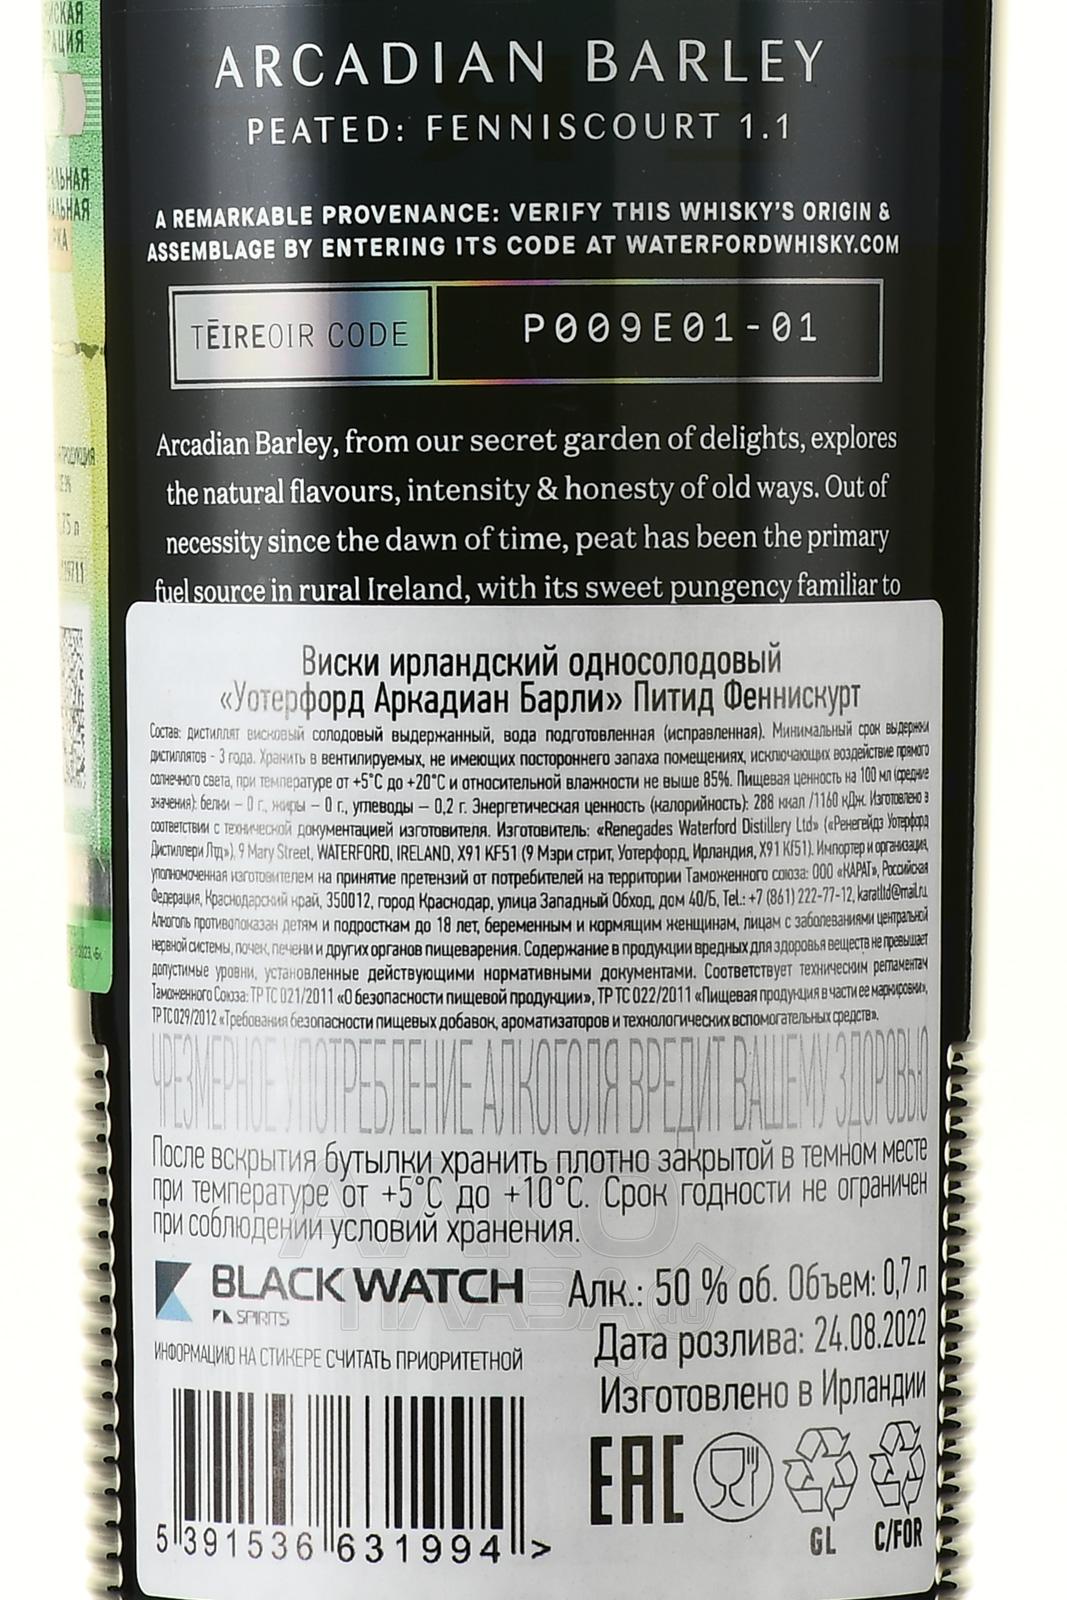 ARCADIAN BARLEY
PEATED: FENNISCOURT 1.1
A REMARKABLE PROVENANCE: VERIFY THIS WHISKY'S ORIGIN &
ASSEMBLAGE BY ENTERING ITS CODE AT WATERFORDWHISKY.COM
TĒIREOIR CODE
P009E01-01
Arcadian Barley, from our secret garden of delights, explores
the natural flavours, intensity & honesty of old ways. Out of
necessity since the dawn of time, peat has been the primary
fuel source in rural Ireland, with its sweet pungency familiar to
Виски ирландский односолодовый
«Уотерфорд Аркадиан Барли» Питид Феннискурт
Состав: дистиллят висковый солодовый выдержанный, вода подготовленная (исправленная). Минимальный срок выдержки
дистиллятов - 3 года. Хранить в вентилируемых, не имеющих постороннего запаха помещениях, исключающих воздействие прямого
солнечного света, при температуре от +5°С до +20°С и относительной влажности не выше 85%. Пищевая ценность на 100 мл (средние
значения): белки – 0 г., жиры – 0 г., углеводы – 0,2 г. Энергетическая ценность (калорийность): 288 ккал /1160 кДж. Изготовлено в
соответствии с технической документацией изготовителя. Изготовитель: «Renegades Waterford Distillery Ltd» («Ренегейдз Уотерфорд
Дистиллери Лтд»), 9 Mary Street, WATERFORD, IRELAND, X91 KF51 (9 Мэри стрит, Уотерфорд, Ирландия, X91 Kf51). Импортер и организация,
уполномоченная изготовителем на принятие претензий от потребителей на территории Таможенного союза: ООО «КАРАТ», Российская
Федерация, Краснодарский край, 350012, город Краснодар, улица Западный Обход, дом 40/Б, Tel.: +7 (861) 222-77-12, karatltd@mail.ru.
Алкоголь противопоказан детям и подросткам до 18 лет, беременным и кормящим женщинам, лицам с заболеваниями центральной
нервной системы, почек, печени и других органов пищеварения. Содержание в продукции вредных для здоровья веществ не превышает
допустимые уровни, установленные действующими нормативными документами. Соответствует техническим регламентам
Таможенного Союза: ТР ТС 021/2011 «О безопасности пищевой продукции», ТР ТС 022/2011 «Пищевая продукция в части ее маркировки»,
ТР ТС 029/2012 «Требования безопасности пищевых добавок, ароматизаторов и технологических вспомогательных средств».
ЧРЕЗМЕРНОЕ УПОТРЕБЛЕНИЕ АЛКОГОЛЯ ВРЕДИТ ВАШЕМУ ЗДОРОВЬЮ
После вскрытия бутылки хранить плотно закрытой в темном месте
при температуре от +5°С до +10°С. Срок годности не ограничен
при соблюдении условий хранения.
BLACK WATCH
SPIRITS
ИНФОРМАЦИЮ НА СТИКЕРЕ СЧИТАТЬ ПРИОРИТЕТНОЙ
Алк.: 50 % об. Объем: 0,7 л
Дата розлива: 24.08.2022
Изготовлено в Ирландии
EAC
GL
C/FOR
5 391536 631994 >
АЛКО
ПЛАЗА.ru